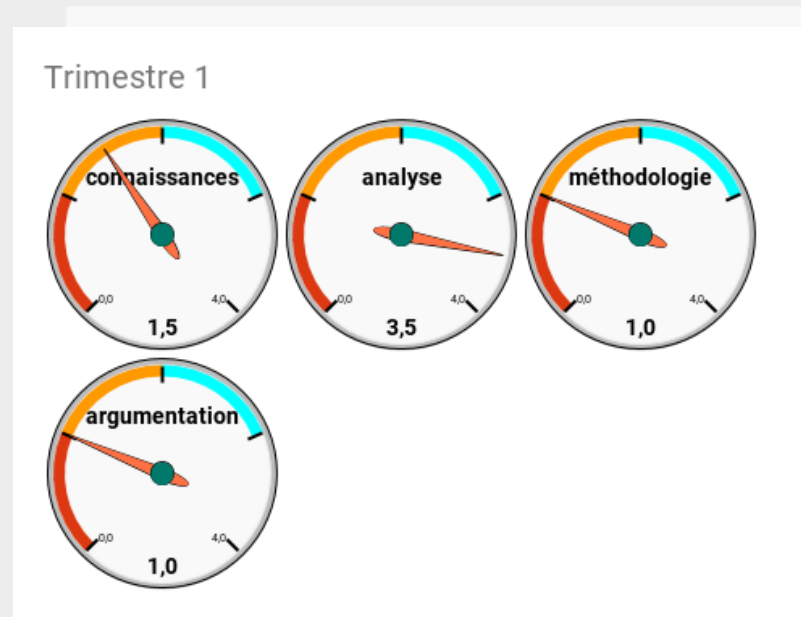 Trimestre 1
connaissances
0,0
4,0
1,5
analyse
0,0
4,0
3,5
méthodologie
0,0
4,0
1,0
argumentation
0,0
4,0
1,0